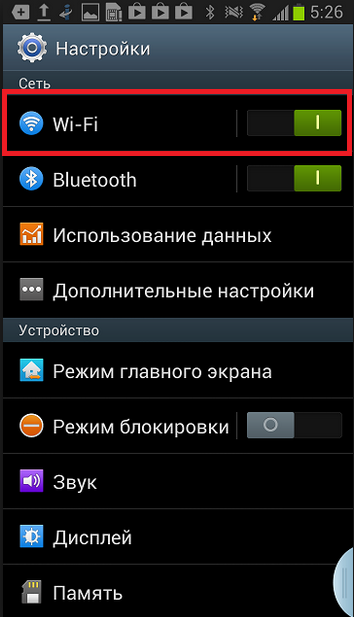 5:26
Настройки
Сеть
Wi-Fi
Bluetooth
Использование данных
Дополнительные настройки
Устройство
Режим главного экрана
Режим блокировки
Звук
Дисплей
Память